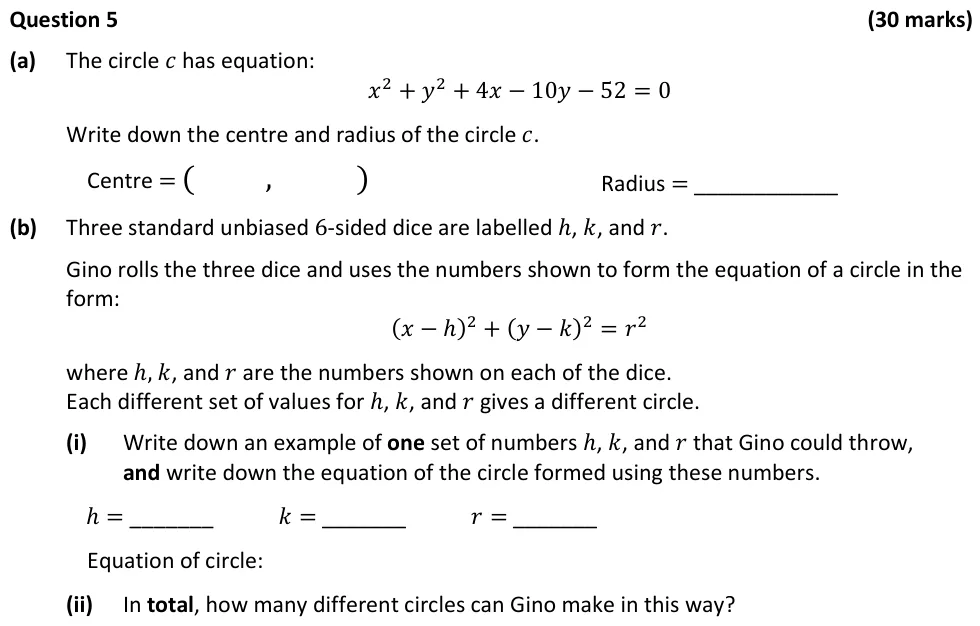 Question 5 (30 marks)
(a) The circle c has equation:
x² + y² + 4x − 10y − 52 = 0
Write down the centre and radius of the circle c.
Centre = ( , ) Radius = ____________
(b) Three standard unbiased 6-sided dice are labelled h, k, and r.
Gino rolls the three dice and uses the numbers shown to form the equation of a circle in the
form:
(x − h)² + (y − k)² = r²
where h, k, and r are the numbers shown on each of the dice.
Each different set of values for h, k, and r gives a different circle.
(i) Write down an example of one set of numbers h, k, and r that Gino could throw,
and write down the equation of the circle formed using these numbers.
h = _______ k = _______ r = _______
Equation of circle:
(ii) In total, how many different circles can Gino make in this way?